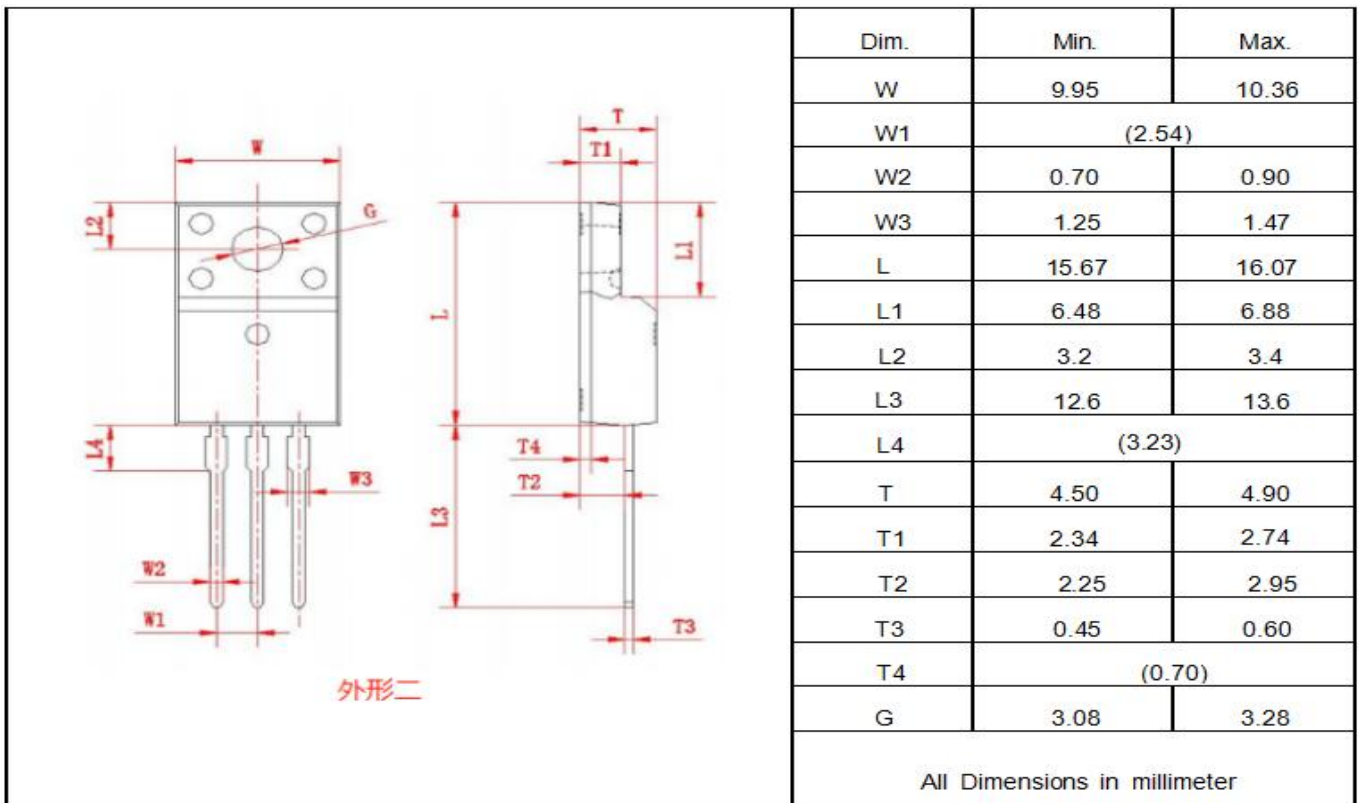 W
G
L2
L
L4
W3
W2
W1
外形二
T
T1
L1
T4
T2
L3
T3
Dim. Min. Max.
W 9.95 10.36
W1 (2.54)
W2 0.70 0.90
W3 1.25 1.47
L 15.67 16.07
L1 6.48 6.88
L2 3.2 3.4
L3 12.6 13.6
L4 (3.23)
T 4.50 4.90
T1 2.34 2.74
T2 2.25 2.95
T3 0.45 0.60
T4 (0.70)
G 3.08 3.28
All Dimensions in millimeter